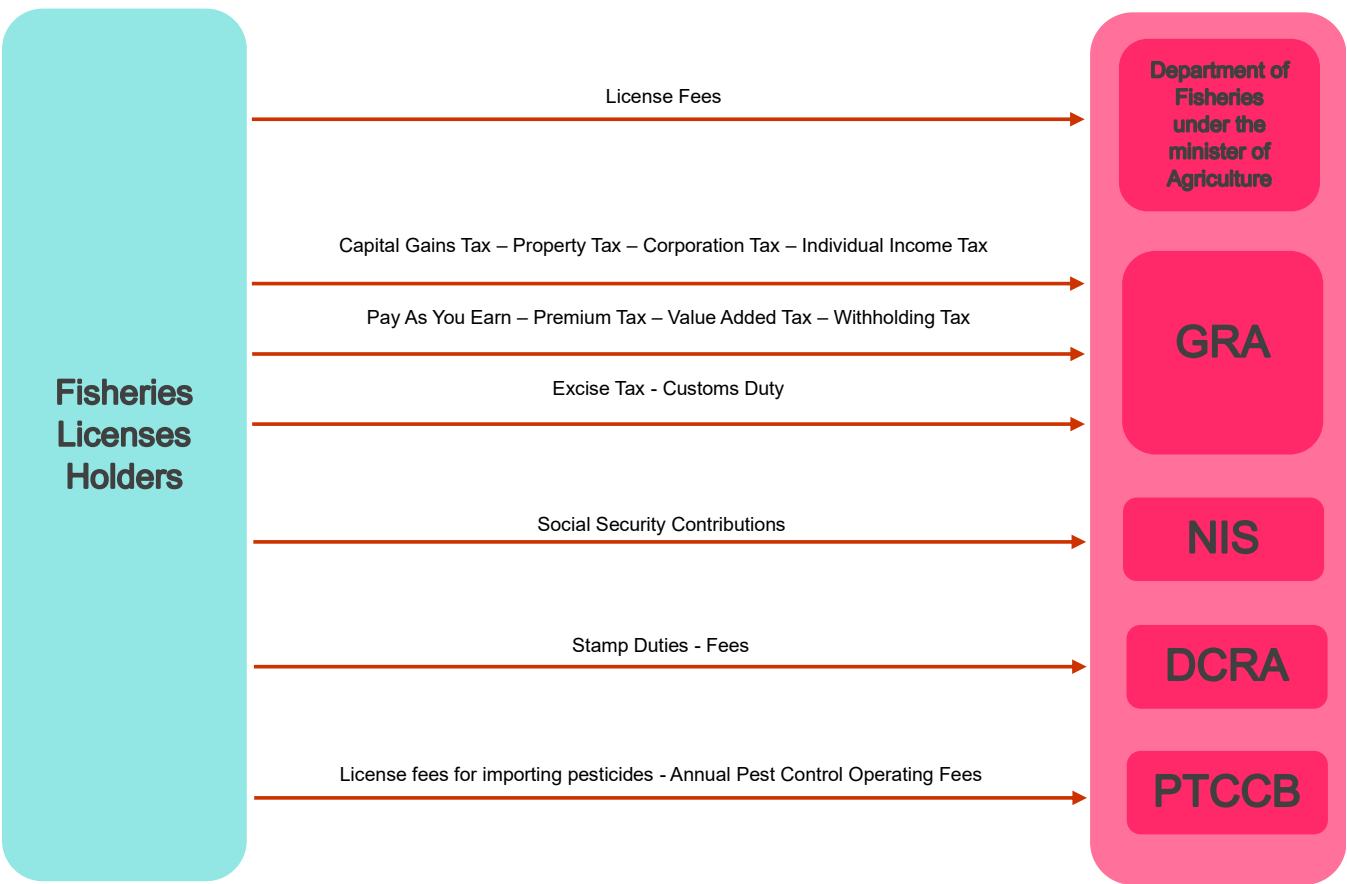 Fisheries
Licenses
Holders
License Fees
Department of
Fisheries
under the
minister of
Agriculture
Capital Gains Tax – Property Tax – Corporation Tax – Individual Income Tax
Pay As You Earn – Premium Tax – Value Added Tax – Withholding Tax
Excise Tax - Customs Duty
GRA
Social Security Contributions
NIS
Stamp Duties - Fees
DCRA
License fees for importing pesticides - Annual Pest Control Operating Fees
PTCCB